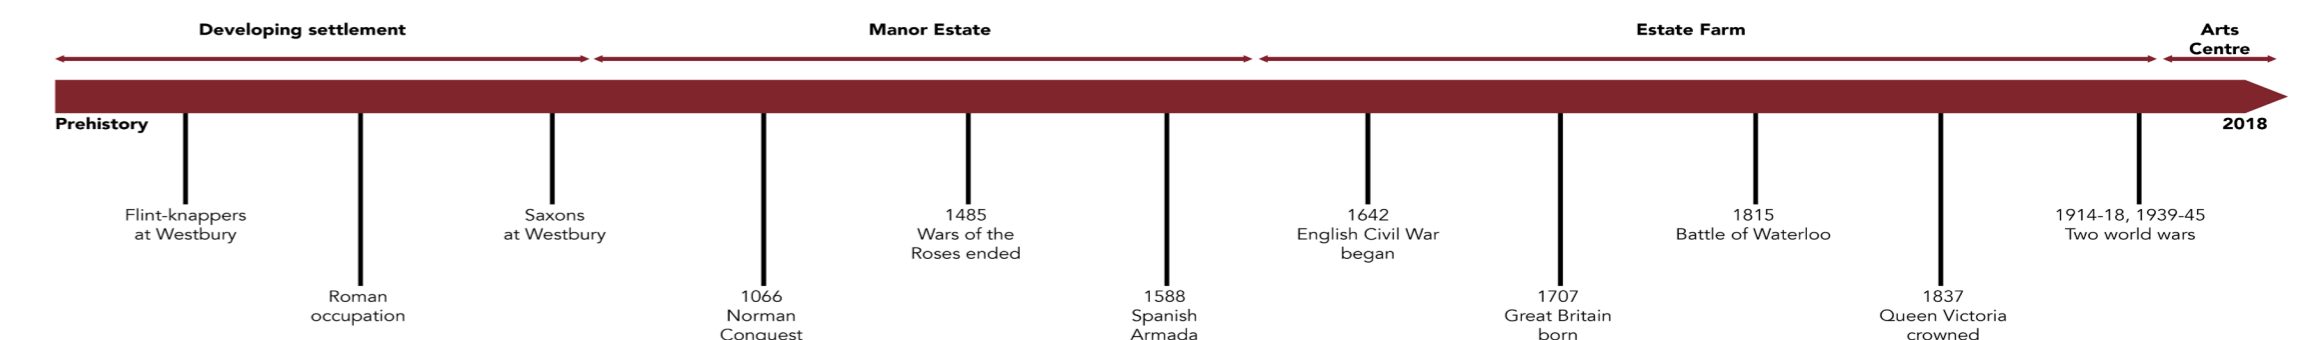 Developing settlement
Manor Estate
Estate Farm
Arts
Centre
Prehistory
2018
Flint-knappers
at Westbury
Roman
occupation
Saxons
at Westbury
1066
Norman
Conquest
1485
Wars of the
Roses ended
1588
Spanish
Armada
1642
English Civil War
began
1707
Great Britain
born
1815
Battle of Waterloo
1837
Queen Victoria
crowned
1914-18, 1939-45
Two world wars